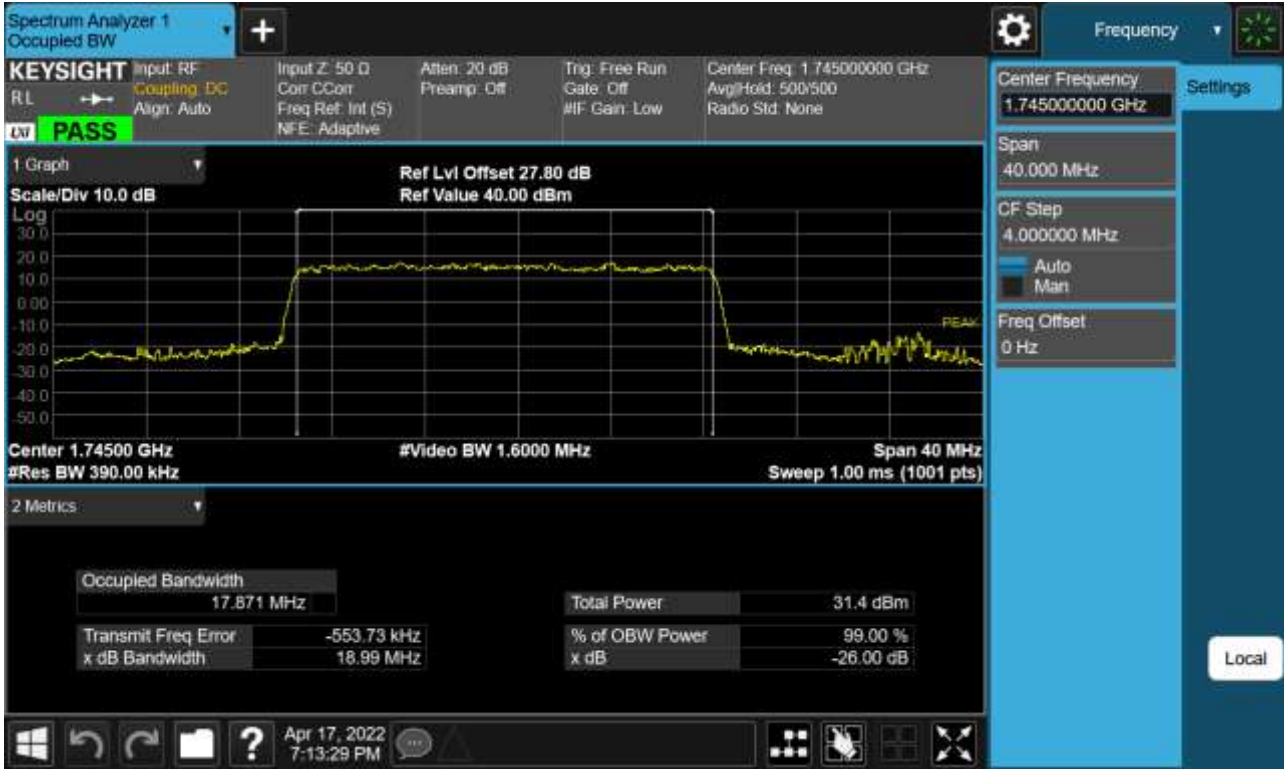 Spectrum Analyzer 1
Occupied BW
Frequency
KEYSIGHT
RL
LXI
PASS
Input: RF
Coupling: DC
Align: Auto
Input Z: 50 Ω
Corr CCorr
Freq Ref: Int (S)
NFE: Adaptive
Atten: 20 dB
Preamp: Off
Trig: Free Run
Gate: Off
#IF Gain: Low
Center Freq: 1.745000000 GHz
Avg|Hold: 500/500
Radio Std: None
1 Graph
Scale/Div 10.0 dB
Ref Lvl Offset 27.80 dB
Ref Value 40.00 dBm
Log
30.0
20.0
10.0
0.00
-10.0
-20.0
-30.0
-40.0
-50.0
PEAK
Center 1.74500 GHz
#Video BW 1.6000 MHz
Span 40 MHz
#Res BW 390.00 kHz
Sweep 1.00 ms (1001 pts)
2 Metrics
Occupied Bandwidth
17.871 MHz
Transmit Freq Error -553.73 kHz
x dB Bandwidth 18.99 MHz
Total Power 31.4 dBm
% of OBW Power 99.00 %
x dB -26.00 dB
Center Frequency
1.745000000 GHz
Span
40.000 MHz
CF Step
4.000000 MHz
Auto
Man
Freq Offset
0 Hz
Settings
Local
?
Apr 17, 2022
7:13:29 PM